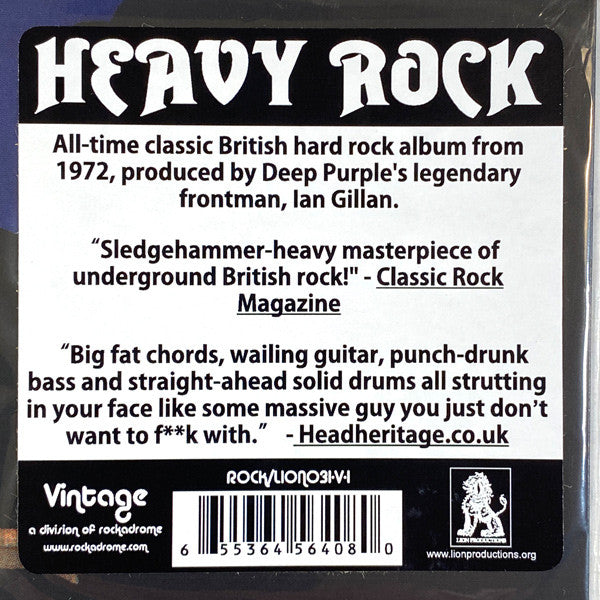 HEAVY ROCK
All-time classic British hard rock album from
1972, produced by Deep Purple's legendary
frontman, Ian Gillan.
“Sledgehammer-heavy masterpiece of
underground British rock!" - Classic Rock
Magazine
“Big fat chords, wailing guitar, punch-drunk
bass and straight-ahead solid drums all strutting
in your face like some massive guy you just don’t
want to f**k with.” - Headheritage.co.uk
ROCK/LION031-V-1
Vintage
a division of rockadrome
www.rockadrome.com
6 55364 56408 0
LION PRODUCTIONS
www.lionproductions.org